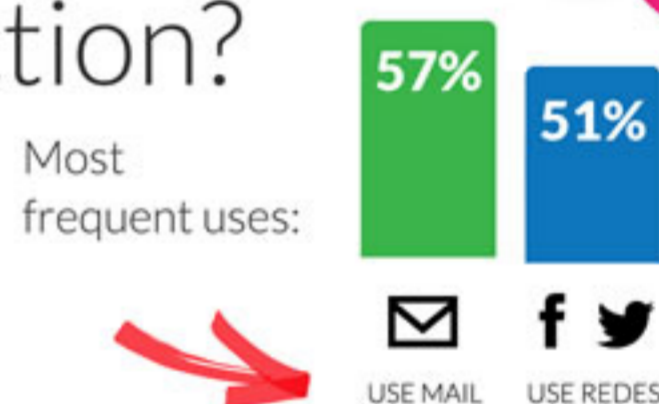 tion?
57%
51%
Most
frequent uses:
USE MAIL
USE REDES